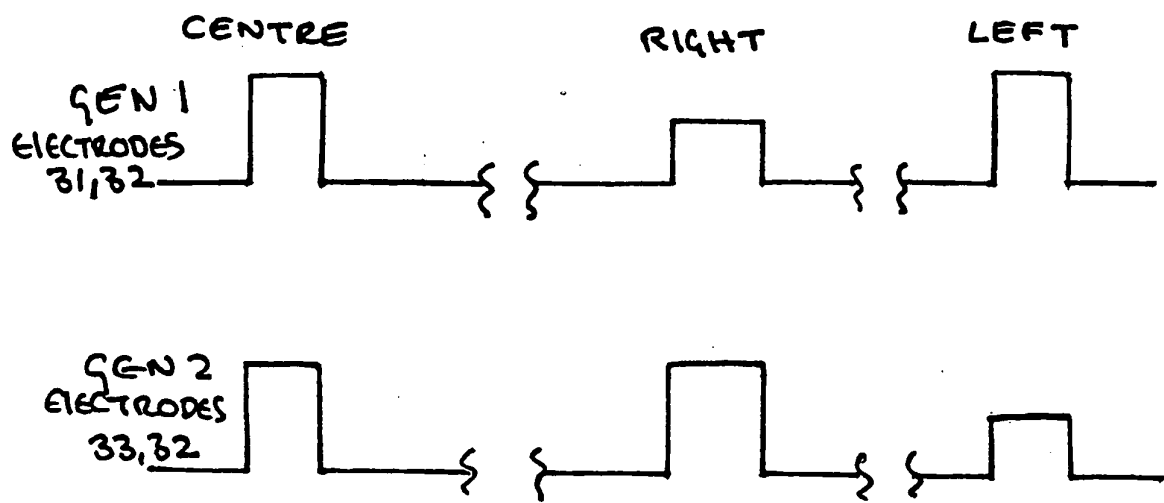 CENTRE
RIGHT
LEFT
GEN 1
ELECTRODES
31,32
GEN 2
ELECTRODES
33,32